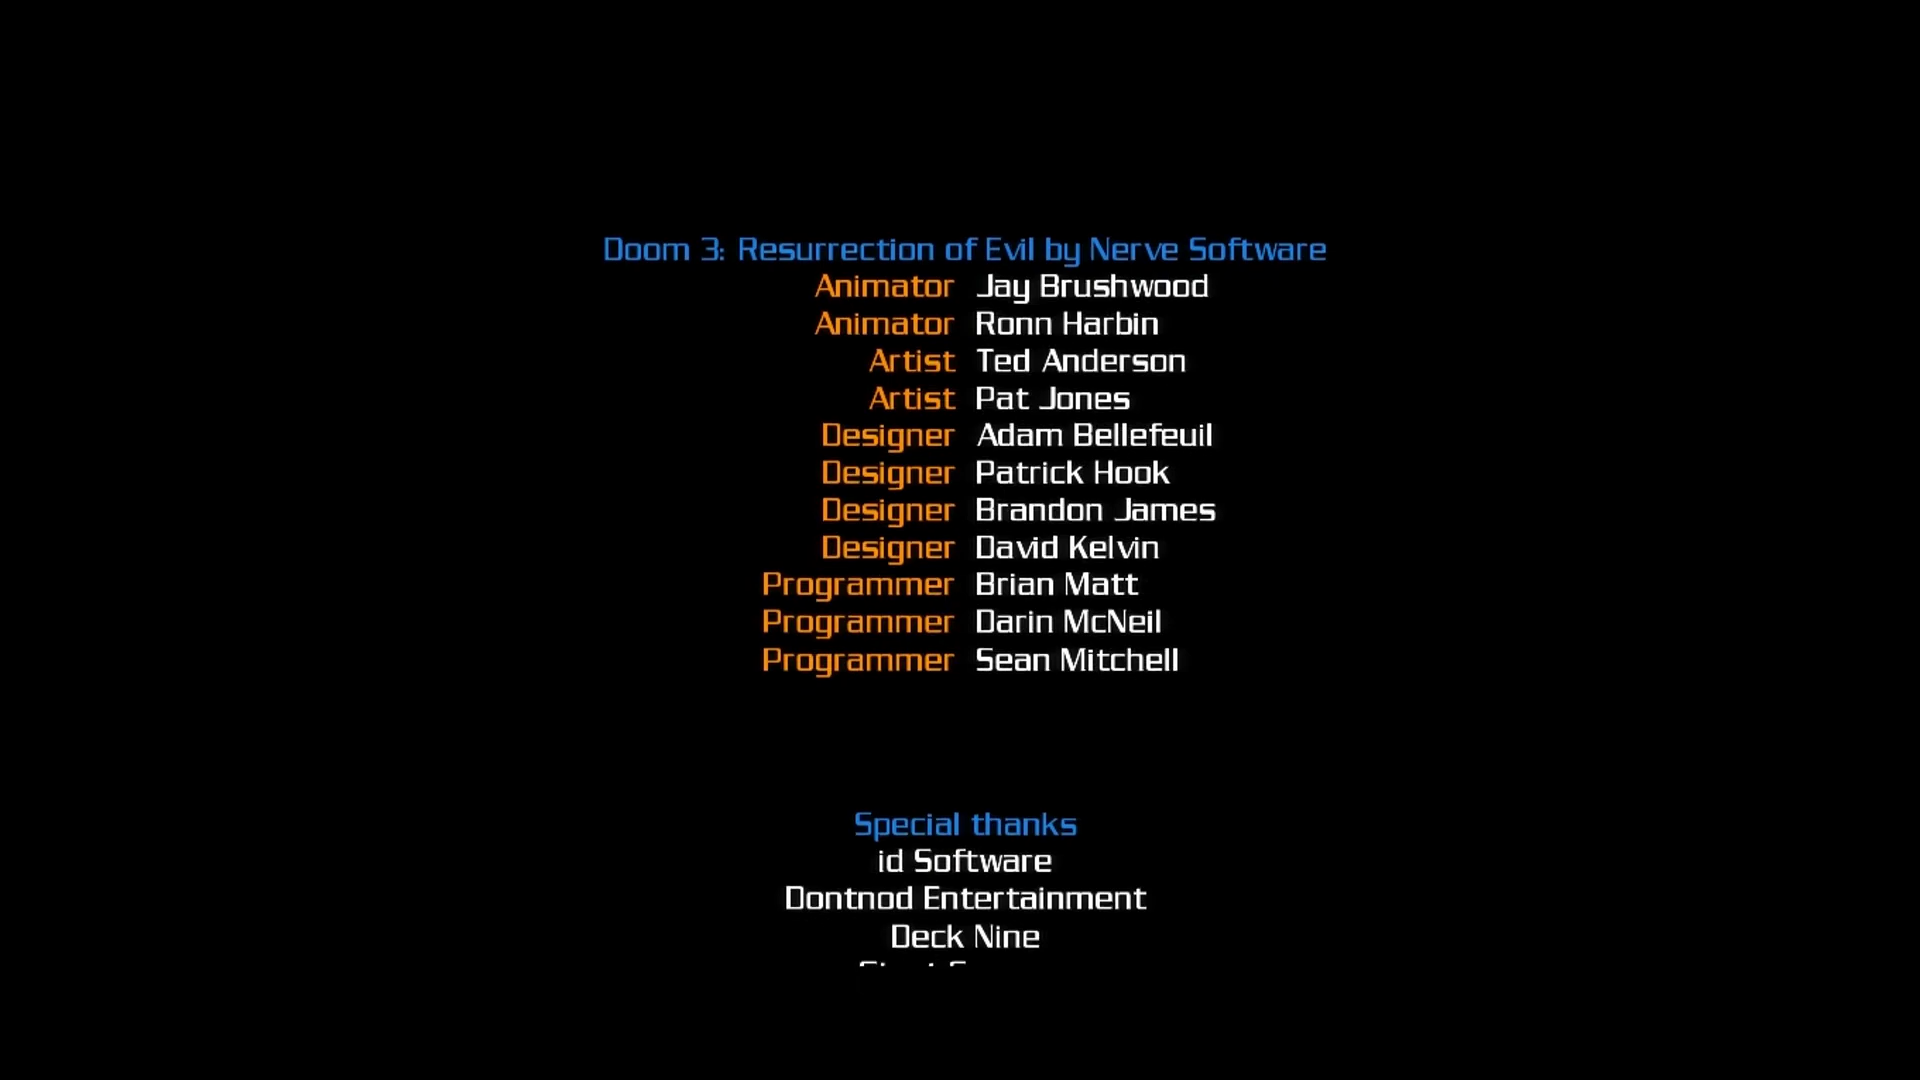 Doom 3: Resurrection of Evil by Nerve Software
Animator Jay Brushwood
Animator Ronn Harbin
Artist Ted Anderson
Artist Pat Jones
Designer Adam Bellefeuil
Designer Patrick Hook
Designer Brandon James
Designer David Kelvin
Programmer Brian Matt
Programmer Darin McNeil
Programmer Sean Mitchell
Special thanks
id Software
Dontnod Entertainment
Deck Nine